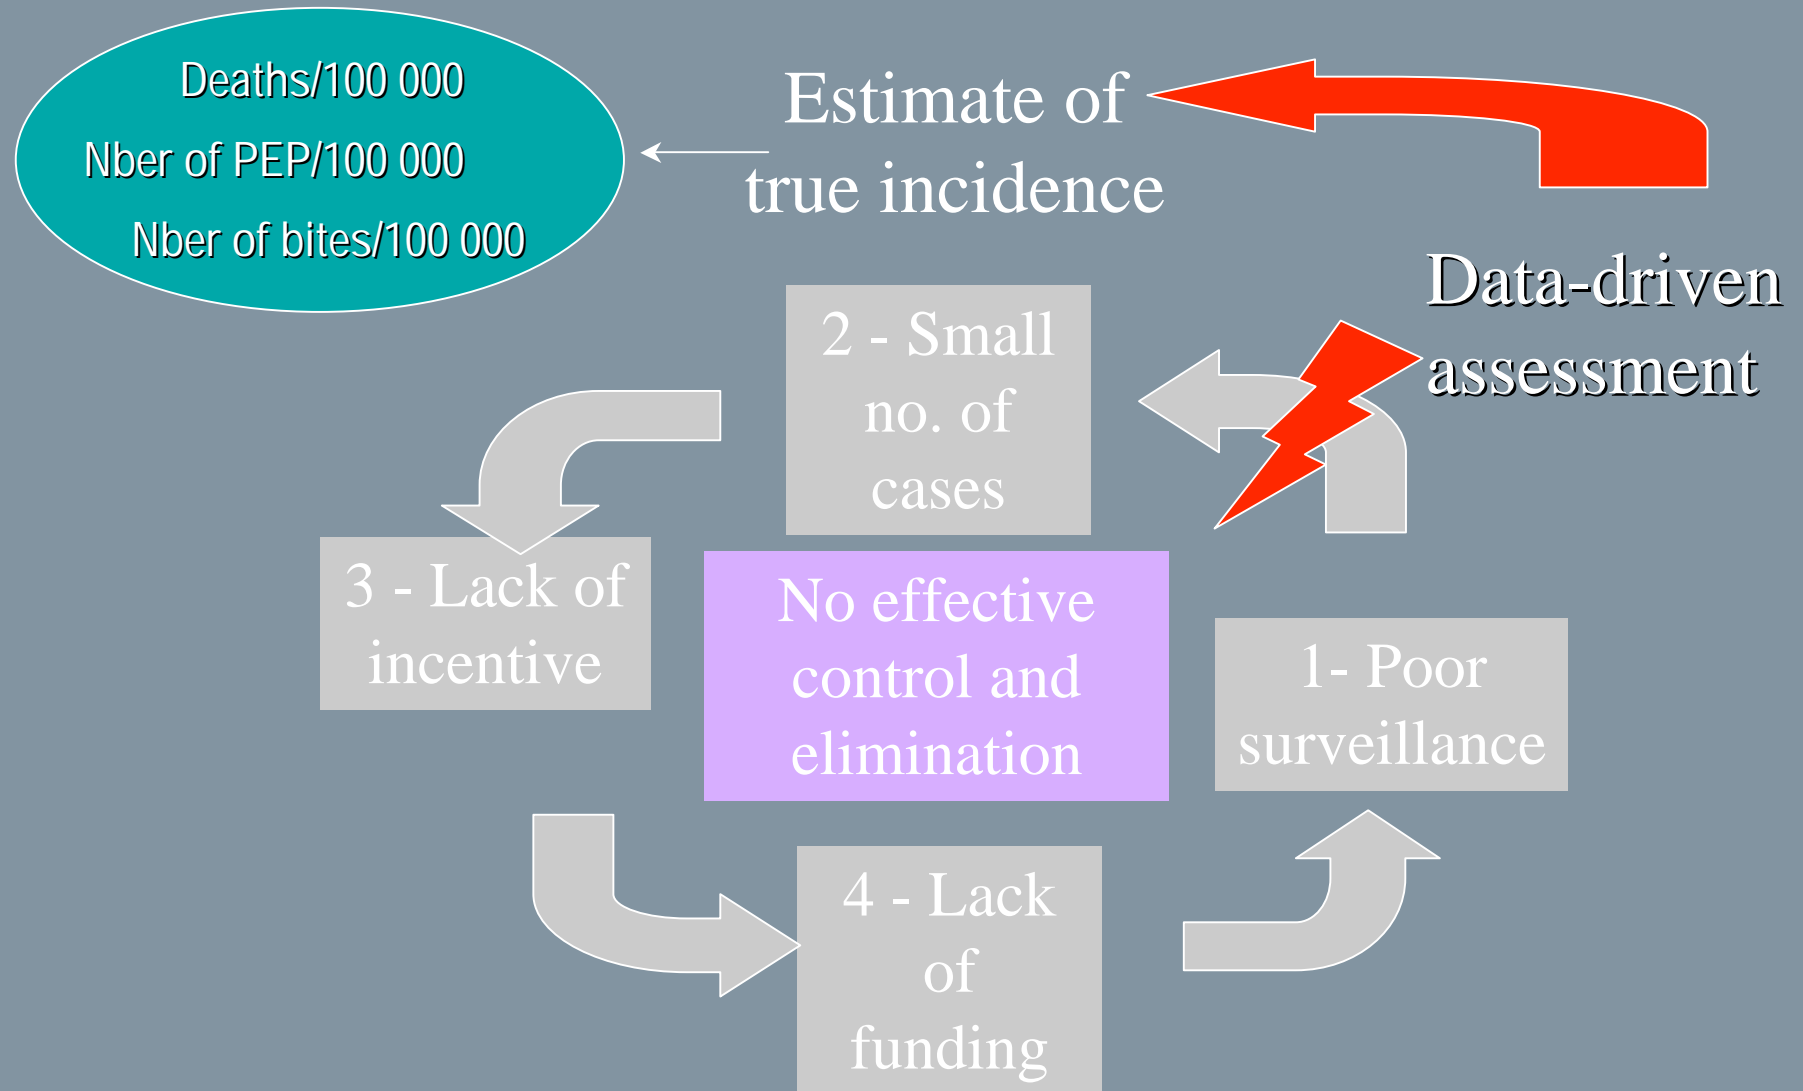 Deaths/100 000
Nber of PEP/100 000
Nber of bites/100 000
Estimate of
true incidence
Data-driven
assessment
2 - Small
no. of
cases
3 - Lack of
incentive
No effective
control and
elimination
1- Poor
surveillance
4 - Lack
of
funding